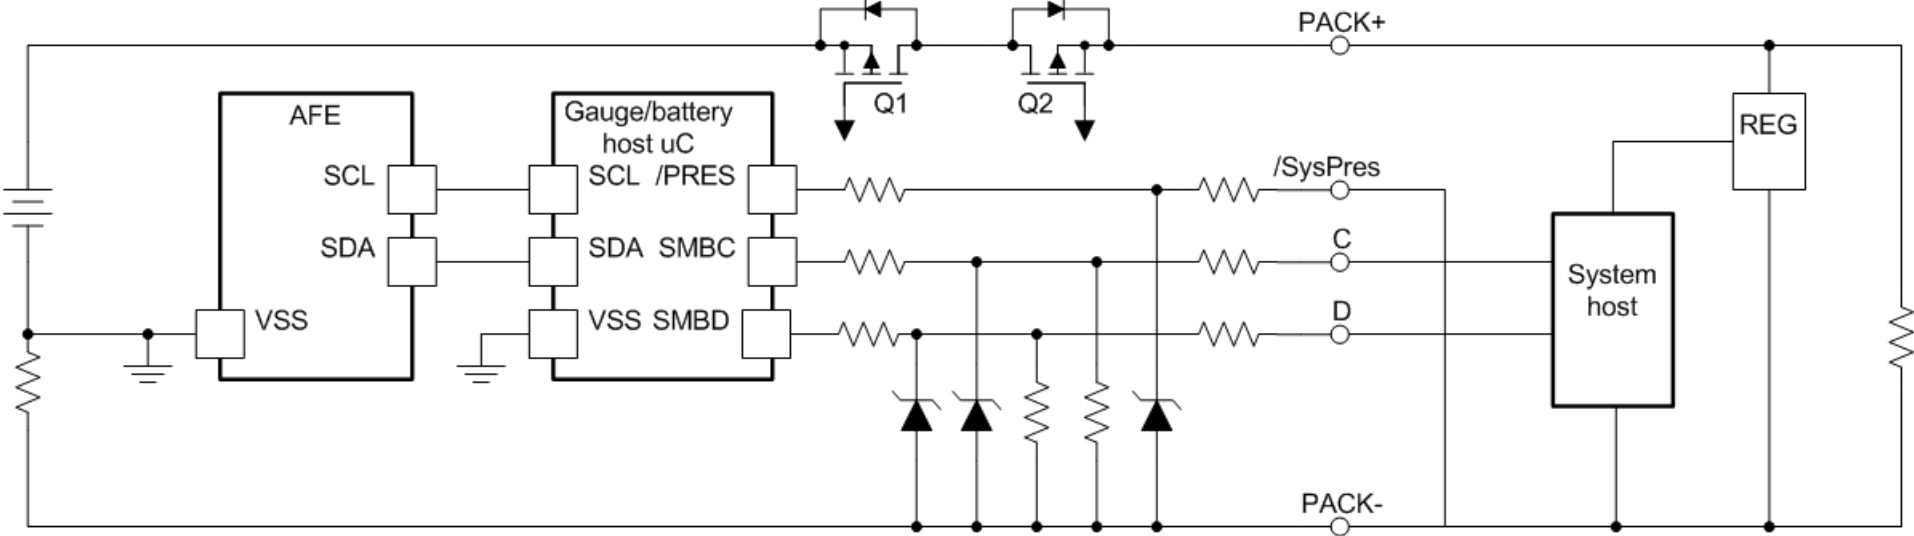 PACK+
Q1
Q2
AFE
Gauge/battery
host uC
REG
SCL
SCL /PRES
/SysPres
SDA
SDA SMBC
C
System
host
VSS
VSS SMBD
D
PACK-